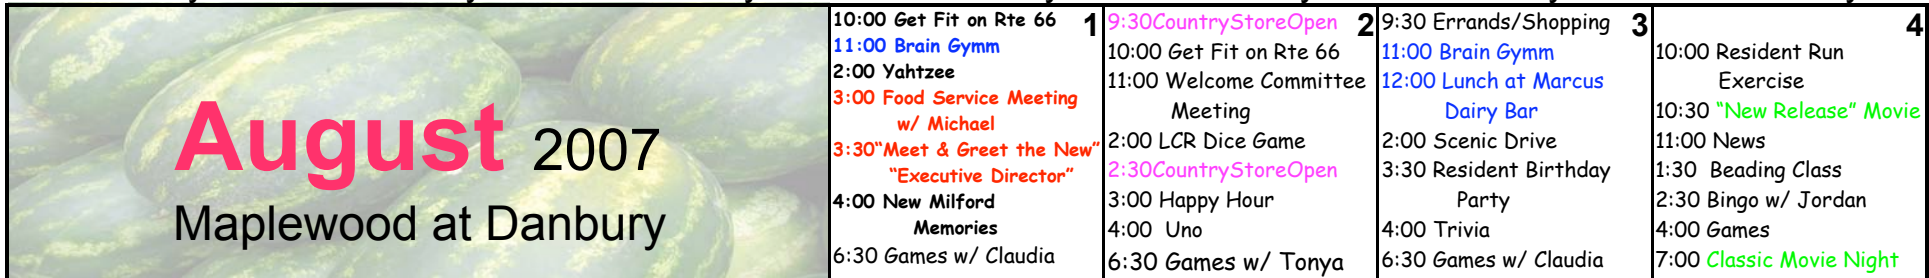 August 2007
Maplewood at Danbury
1
10:00 Get Fit on Rte 66
11:00 Brain Gymm
2:00 Yahtzee
3:00 Food Service Meeting
w/ Michael
3:30“Meet & Greet the New”
“Executive Director”
4:00 New Milford
Memories
6:30 Games w/ Claudia
2
9:30CountryStoreOpen
10:00 Get Fit on Rte 66
11:00 Welcome Committee
Meeting
2:00 LCR Dice Game
2:30CountryStoreOpen
3:00 Happy Hour
4:00 Uno
6:30 Games w/ Tonya
3
9:30 Errands/Shopping
11:00 Brain Gymm
12:00 Lunch at Marcus
Dairy Bar
2:00 Scenic Drive
3:30 Resident Birthday
Party
4:00 Trivia
6:30 Games w/ Claudia
4
10:00 Resident Run
Exercise
10:30 “New Release” Movie
11:00 News
1:30 Beading Class
2:30 Bingo w/ Jordan
4:00 Games
7:00 Classic Movie Night